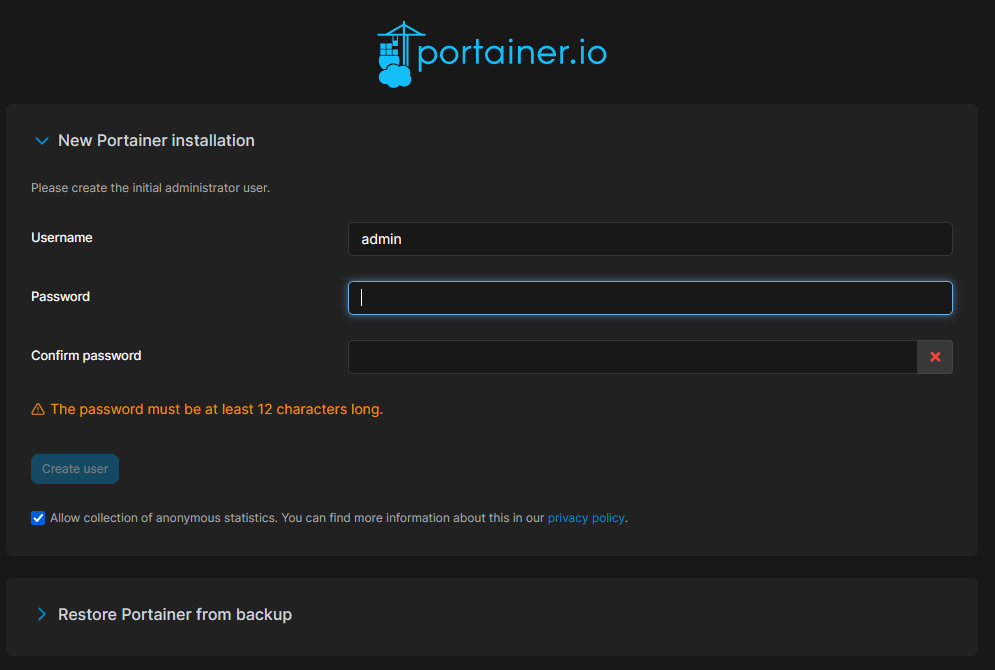 portainer.io
New Portainer installation
Please create the initial administrator user.
Username
admin
Password
Confirm password
The password must be at least 12 characters long.
Create user
Allow collection of anonymous statistics. You can find more information about this in our privacy policy.
Restore Portainer from backup